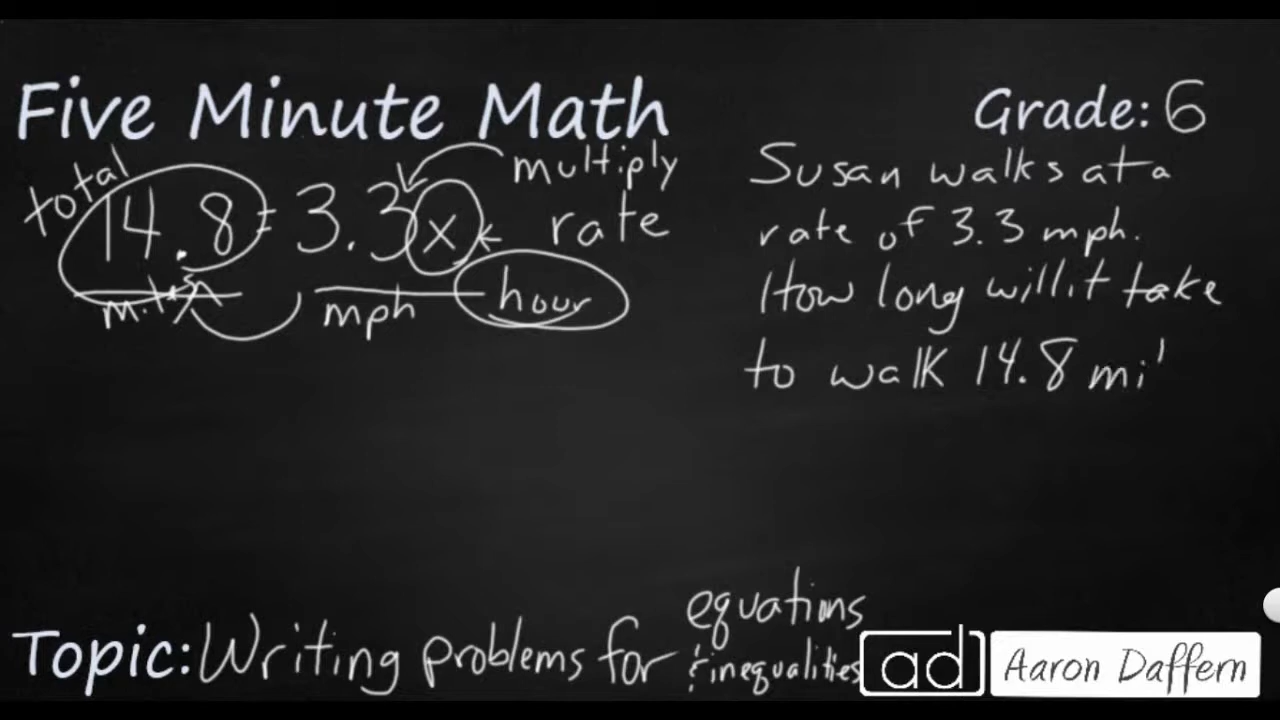 Five Minute Math
Grade: 6
total
multiply
14.8 = 3.3x
rate
mph
hour
Susan walks at a
rate of 3.3 mph.
How long will it take
to walk 14.8 mi
Topic: Writing problems for equations
& inequalities
ad Aaron Daffern